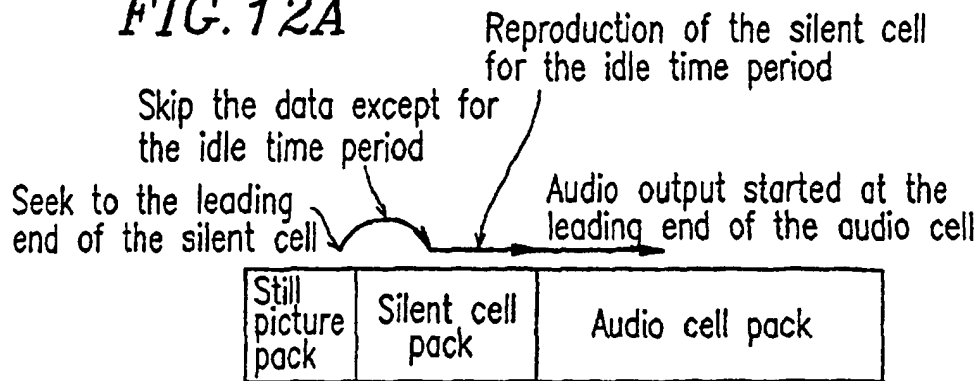 FIG. 12A
Reproduction of the silent cell
for the idle time period
Skip the data except for
the idle time period
Seek to the leading
end of the silent cell
Audio output started at the
leading end of the audio cell
Still
picture
pack
Silent cell
pack
Audio cell pack